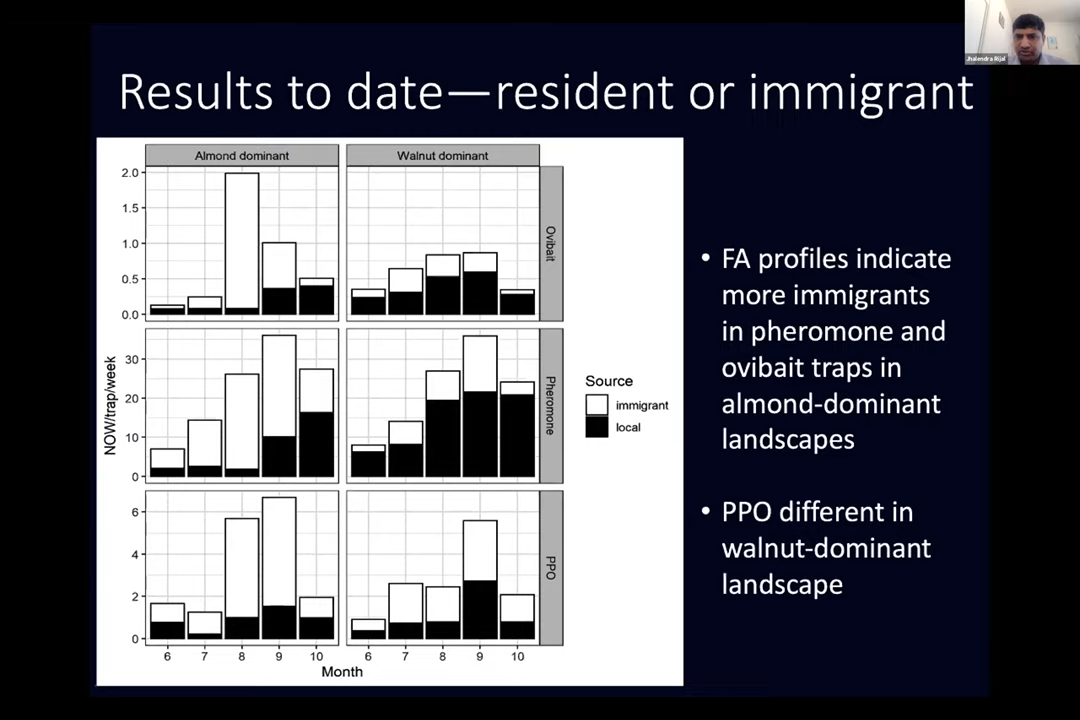 Jhalendra Rijal
Results to date—resident or immigrant
Almond dominant
Walnut dominant
2.0
1.5
1.0
0.5
0.0
Ovibait
30
20
10
0
Pheromone
6
4
2
0
PPO
NOW/trap/week
6 7 8 9 10
6 7 8 9 10
Month
Source
immigrant
local
• FA profiles indicate
more immigrants
in pheromone and
ovibait traps in
almond-dominant
landscapes
• PPO different in
walnut-dominant
landscape